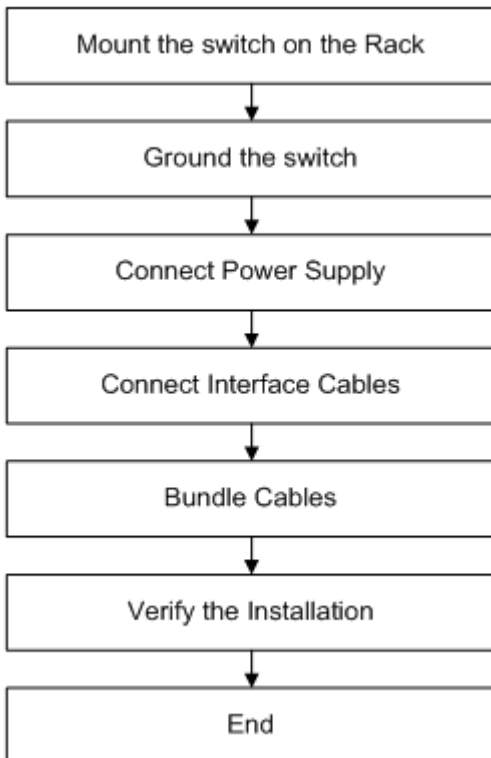 Mount the switch on the Rack
Ground the switch
Connect Power Supply
Connect Interface Cables
Bundle Cables
Verify the Installation
End